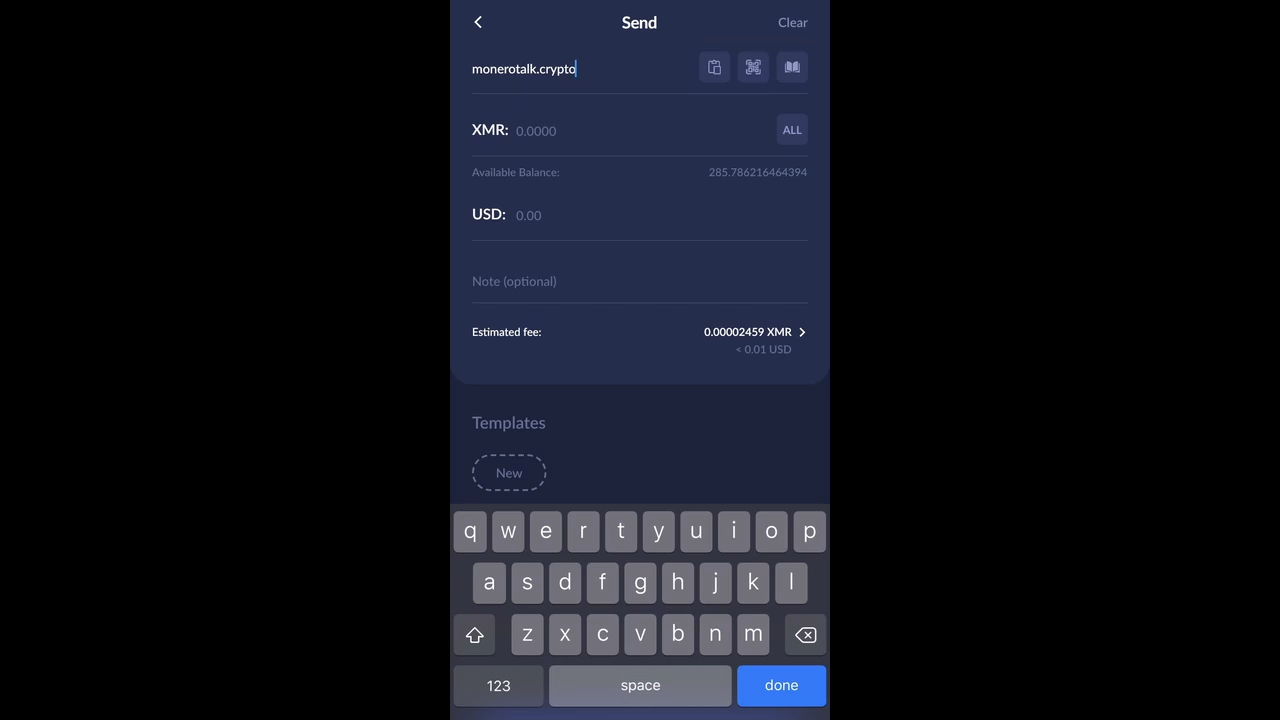 Send Clear
monerotalk.crypto
XMR: 0.0000 ALL
Available Balance: 285.786216464394
USD: 0.00
Note (optional)
Estimated fee: 0.00002459 XMR
< 0.01 USD
Templates
New
q w e r t y u i o p
a s d f g h j k l
z x c v b n m
123 space done